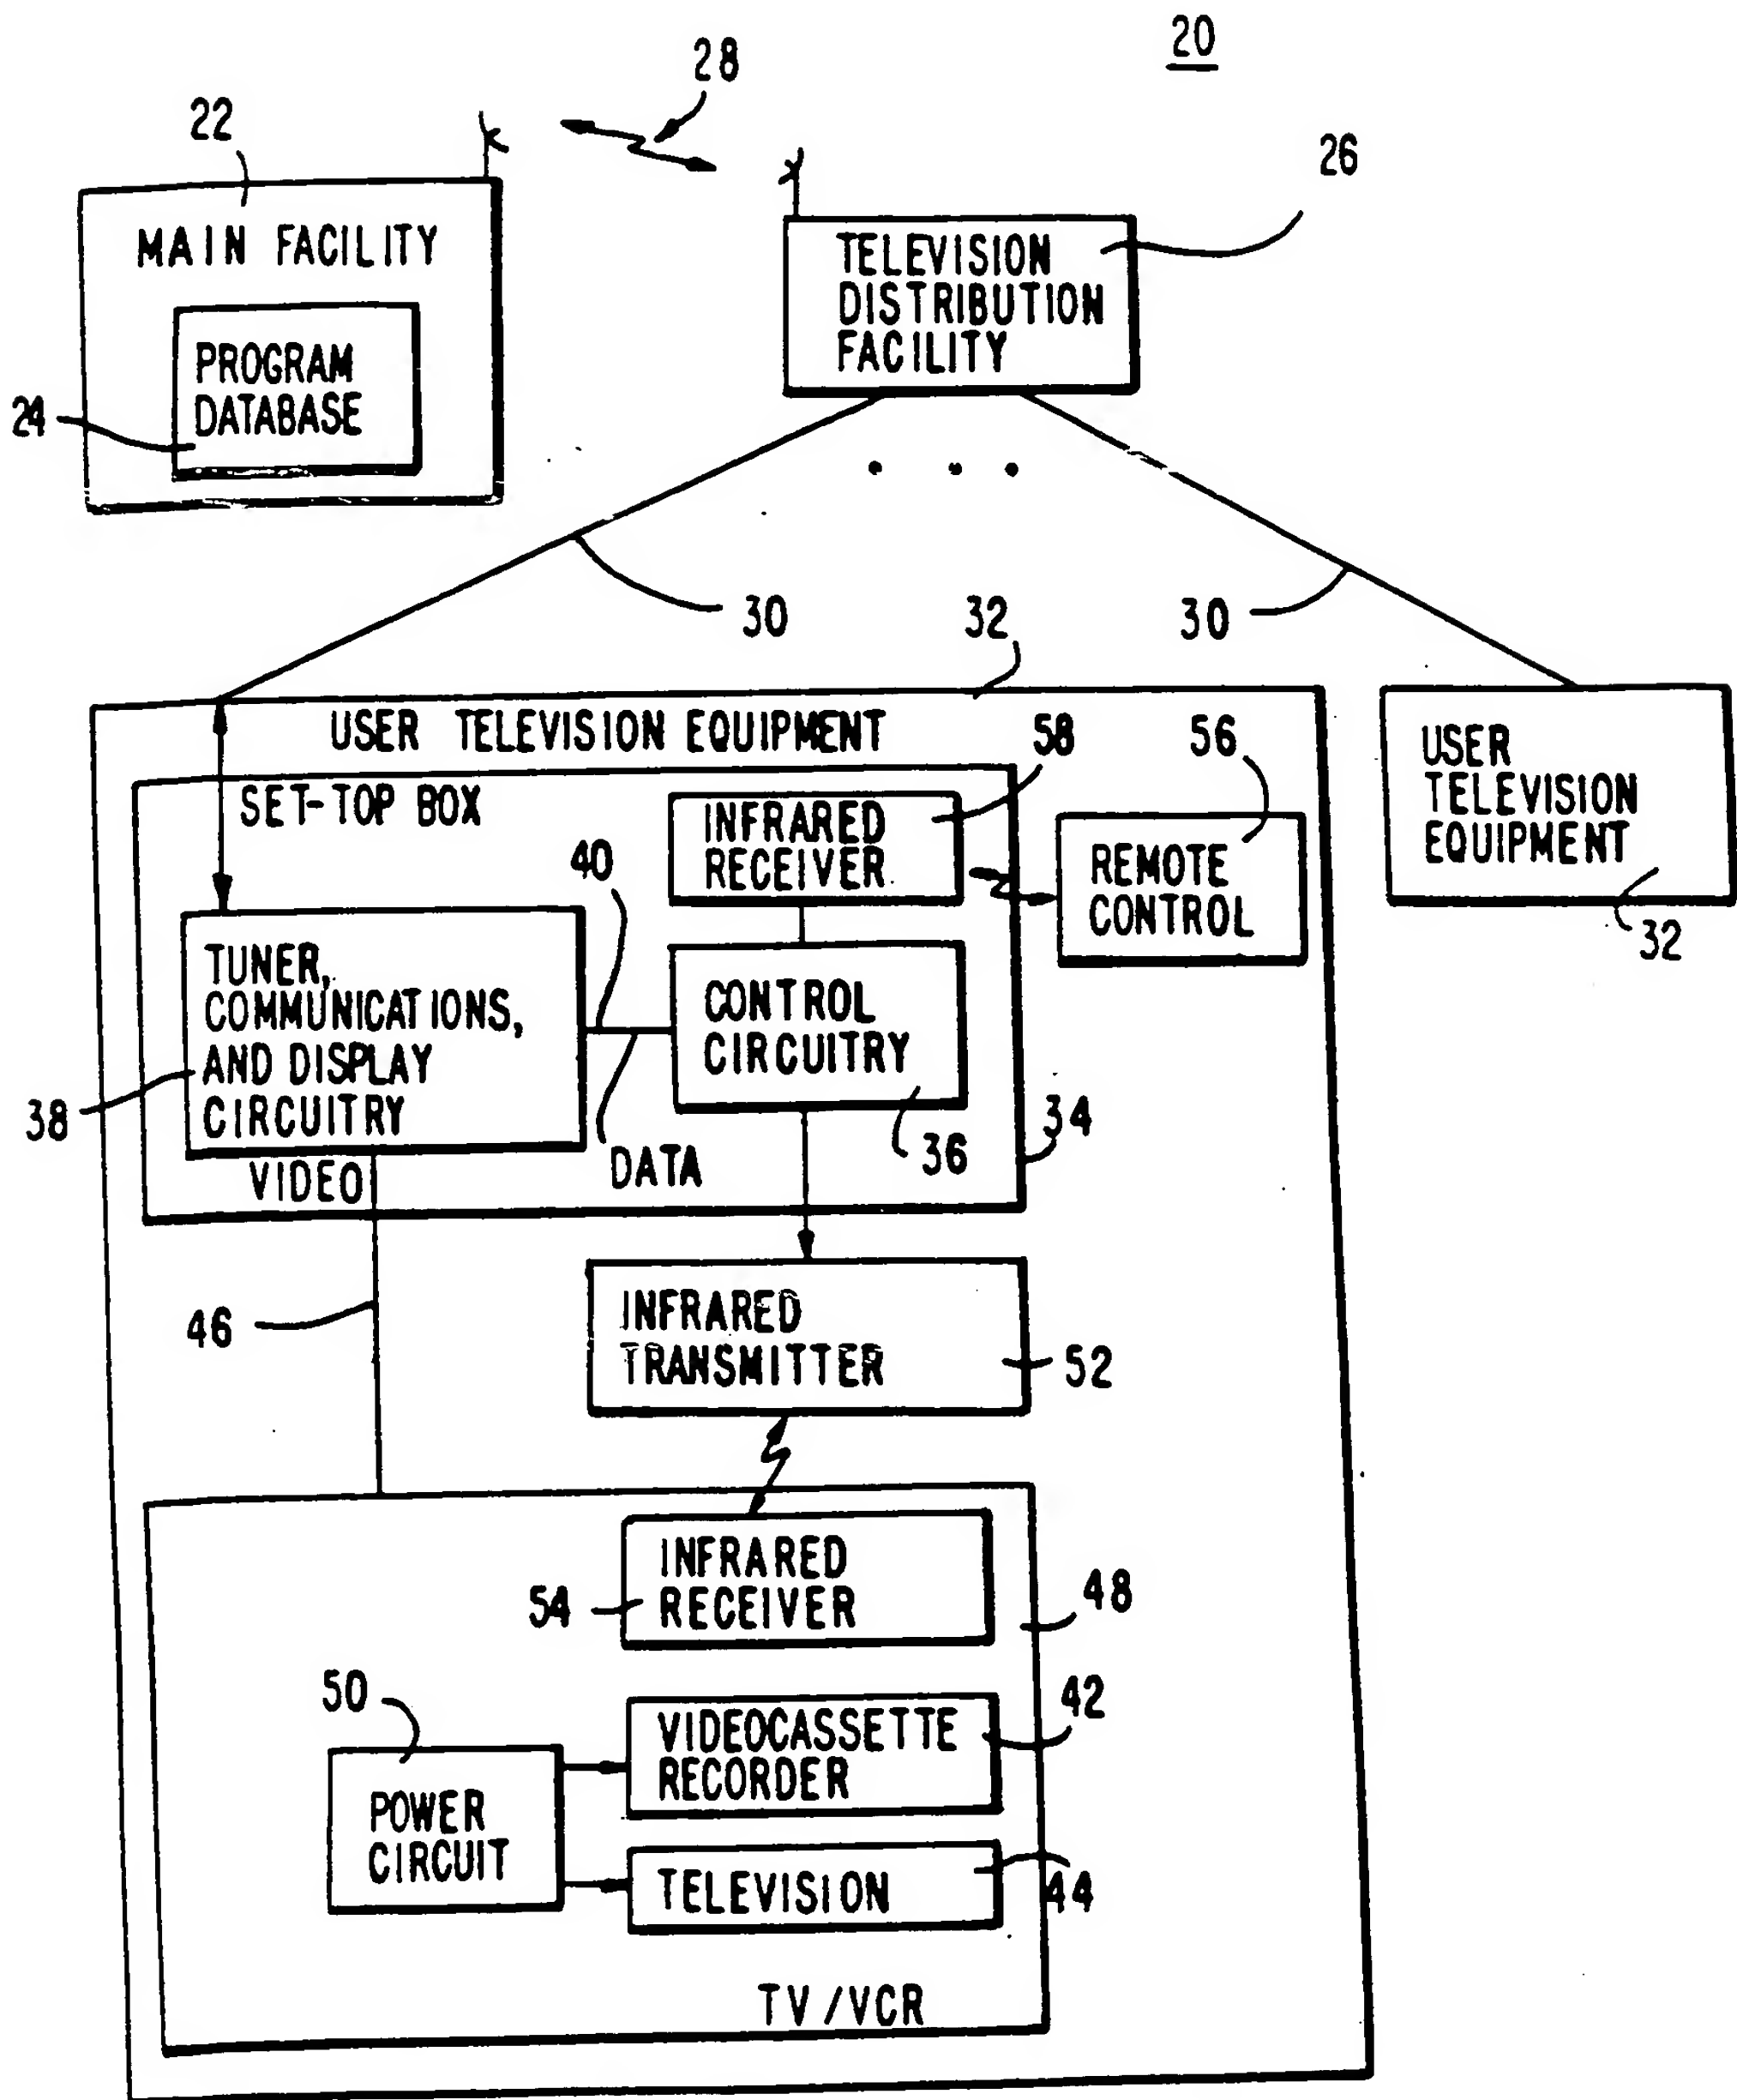 20
28
22
26
MAIN FACILITY
TELEVISION
DISTRIBUTION
FACILITY
PROGRAM
DATABASE
24
30
32
30
USER TELEVISION EQUIPMENT
58
56
SET-TOP BOX
INFRARED
RECEIVER
40
REMOTE
CONTROL
USER
TELEVISION
EQUIPMENT
32
TUNER,
COMMUNICATIONS,
AND DISPLAY
CIRCUITRY
38
CONTROL
CIRCUITRY
36
34
VIDEO
DATA
46
INFRARED
TRANSMITTER
52
INFRARED
RECEIVER
54
48
50
42
VIDEOCASSETTE
RECORDER
POWER
CIRCUIT
TELEVISION
44
TV/VCR